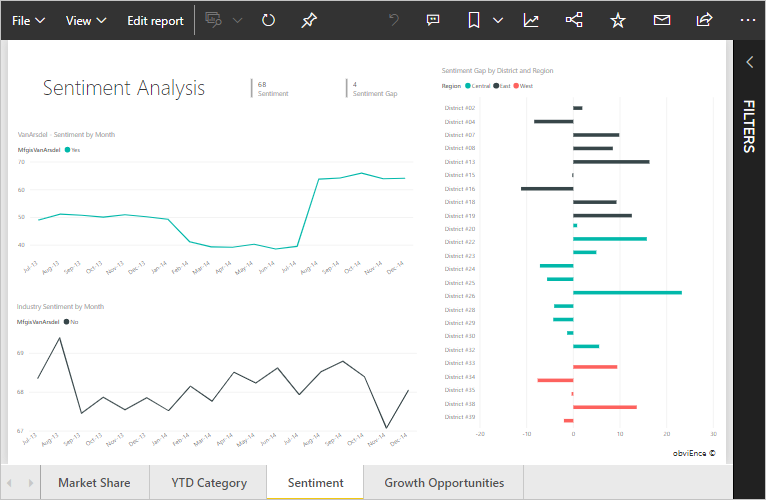 File View Edit report
Sentiment Analysis
68
Sentiment
4
Sentiment Gap
VanArsdel - Sentiment by Month
MfgisVanArsdel Yes
70
60
50
40
Jul-13 Aug-13 Sep-13 Oct-13 Nov-13 Dec-13 Jan-14 Feb-14 Mar-14 Apr-14 May-14 Jun-14 Jul-14 Aug-14 Sep-14 Oct-14 Nov-14 Dec-14
Industry Sentiment by Month
MfgisVanArsdel No
69
68
67
Jul-13 Aug-13 Sep-13 Oct-13 Nov-13 Dec-13 Jan-14 Feb-14 Mar-14 Apr-14 May-14 Jun-14 Jul-14 Aug-14 Sep-14 Oct-14 Nov-14 Dec-14
Sentiment Gap by District and Region
Region Central East West
District #02
District #04
District #07
District #08
District #13
District #15
District #16
District #18
District #19
District #20
District #22
District #23
District #24
District #25
District #26
District #28
District #29
District #30
District #32
District #33
District #34
District #35
District #38
District #39
-20 -10 0 10 20 30
obviEnce ©
FILTERS
Market Share YTD Category Sentiment Growth Opportunities